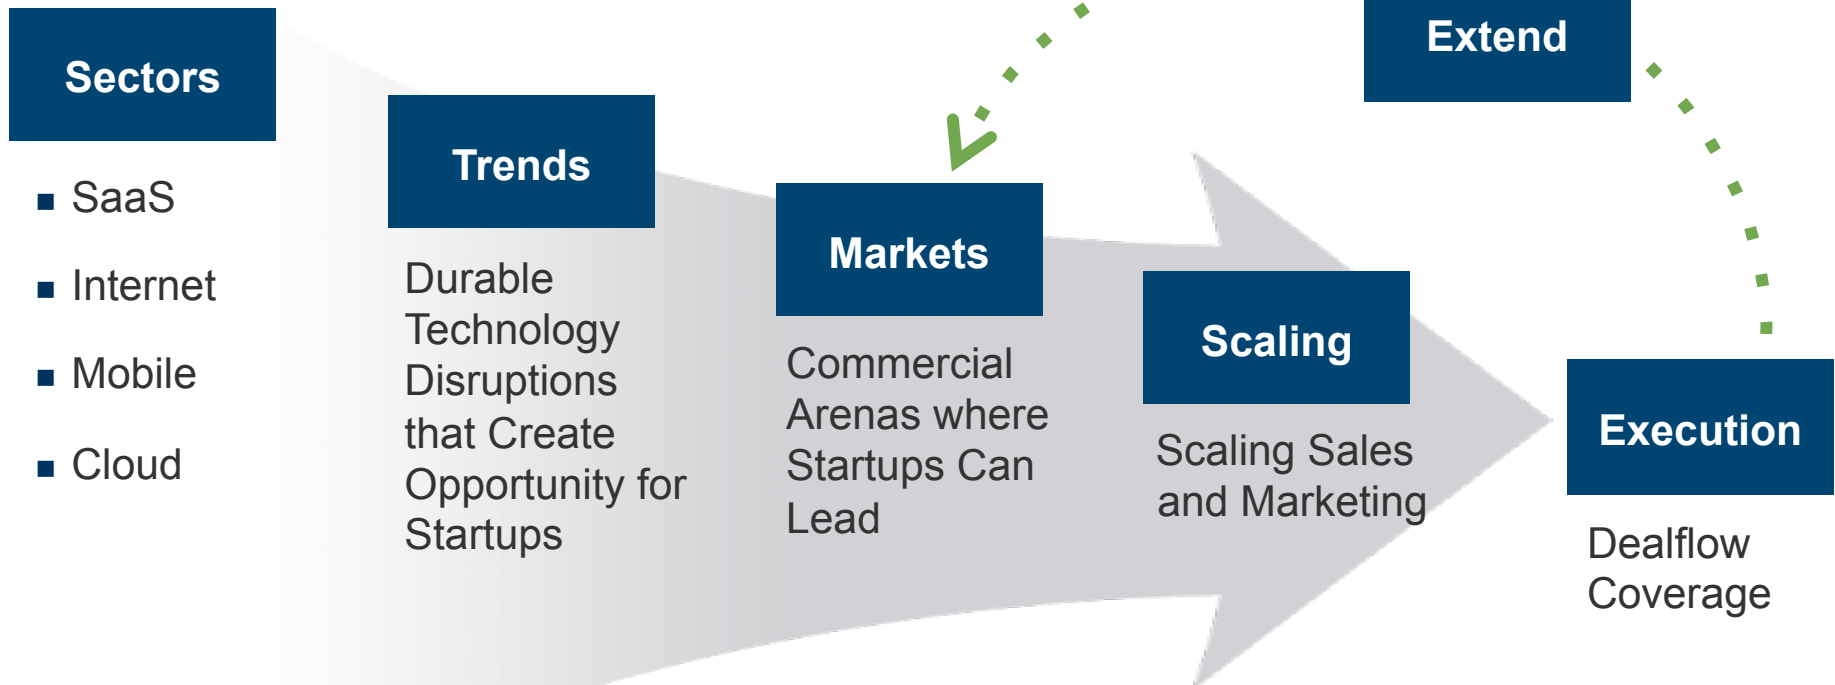 Sectors
SaaS
Internet
Mobile
Cloud
Trends
Durable
Technology
Disruptions
that Create
Opportunity for
Startups
Markets
Commercial
Arenas where
Startups Can
Lead
Scaling
Scaling Sales
and Marketing
Extend
Execution
Dealflow
Coverage